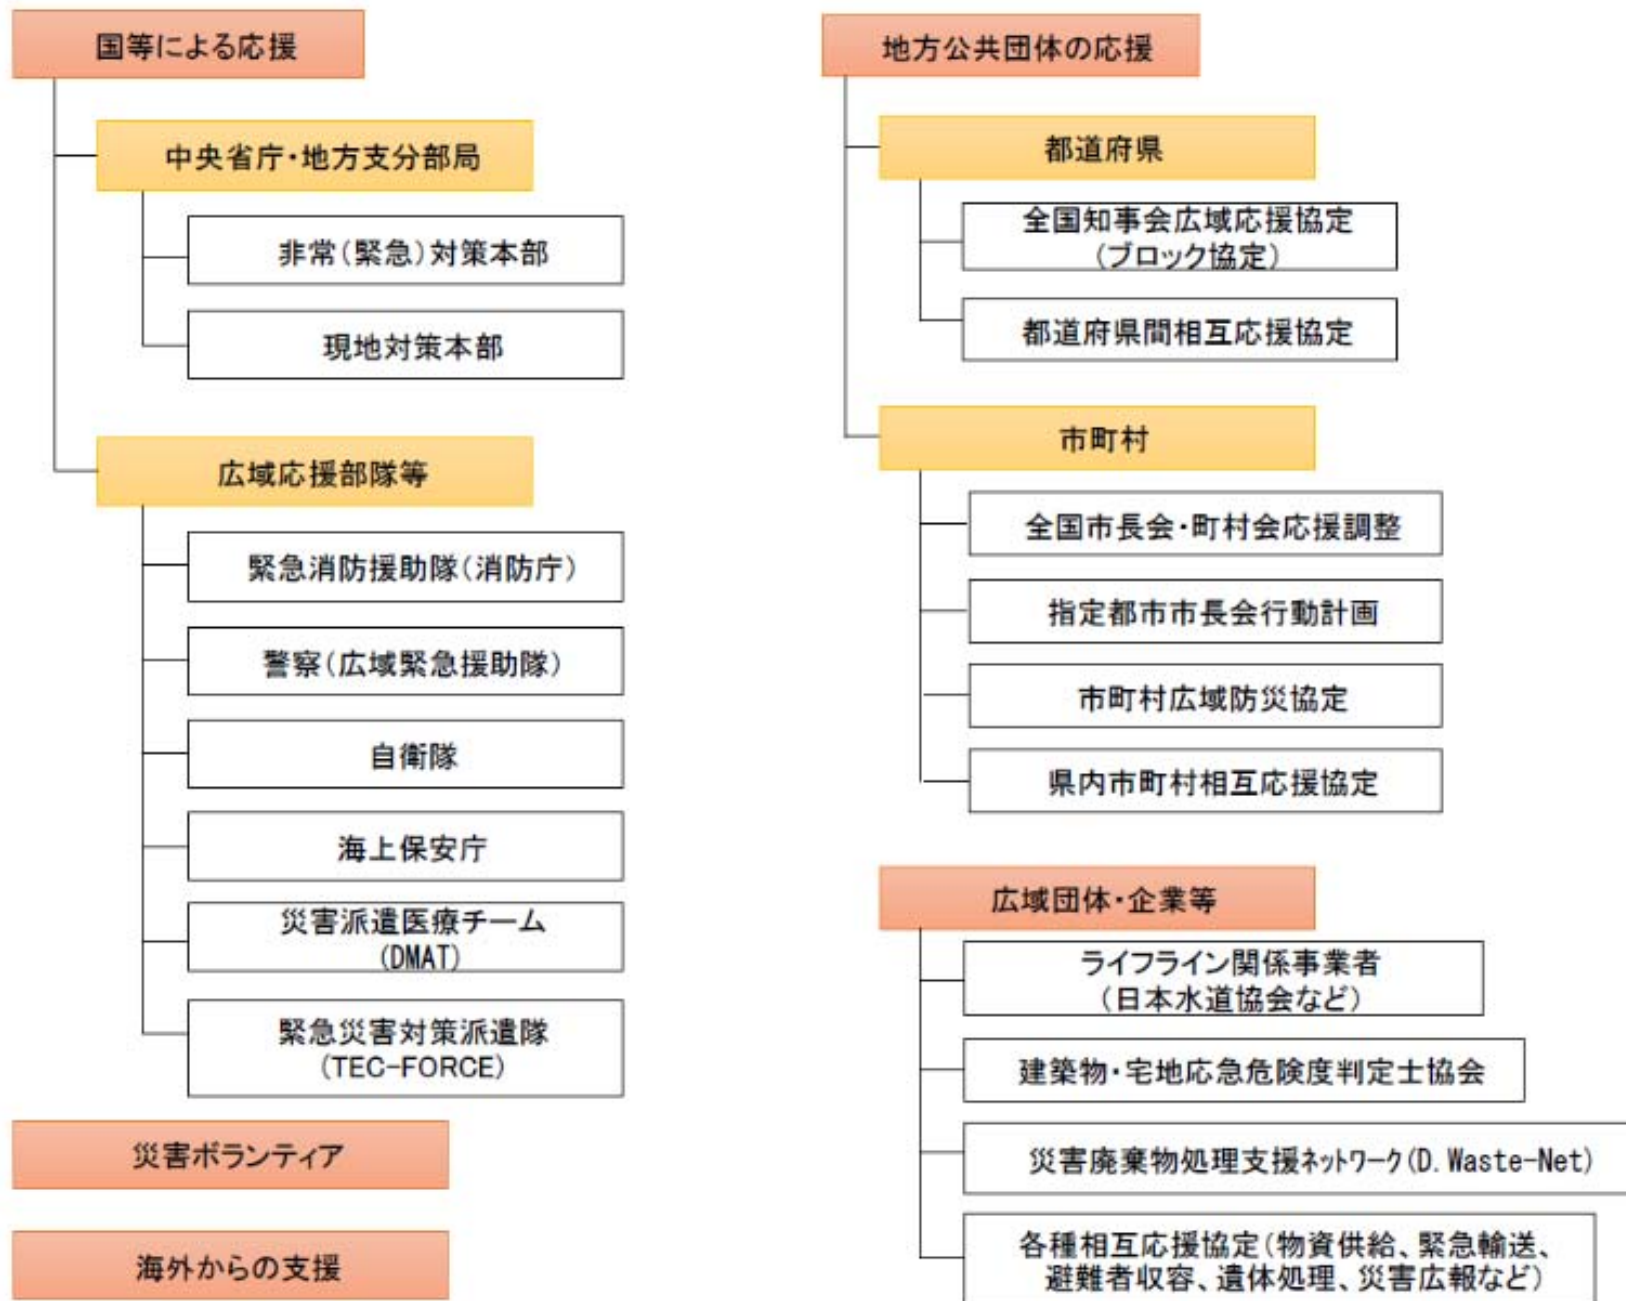 国等による応援
中央省庁・地方支分部局
非常(緊急)対策本部
現地対策本部
広域応援部隊等
緊急消防援助隊(消防庁)
警察(広域緊急援助隊)
自衛隊
海上保安庁
災害派遣医療チーム
(DMAT)
緊急災害対策派遣隊
(TEC-FORCE)
災害ボランティア
海外からの支援
地方公共団体の応援
都道府県
全国知事会広域応援協定
(ブロック協定)
都道府県間相互応援協定
市町村
全国市長会・町村会応援調整
指定都市市長会行動計画
市町村広域防災協定
県内市町村相互応援協定
広域団体・企業等
ライフライン関係事業者
(日本水道協会など)
建築物・宅地応急危険度判定士協会
災害廃棄物処理支援ネットワーク(D.Waste-Net)
各種相互応援協定(物資供給、緊急輸送、
避難者収容、遺体処理、災害広報など)